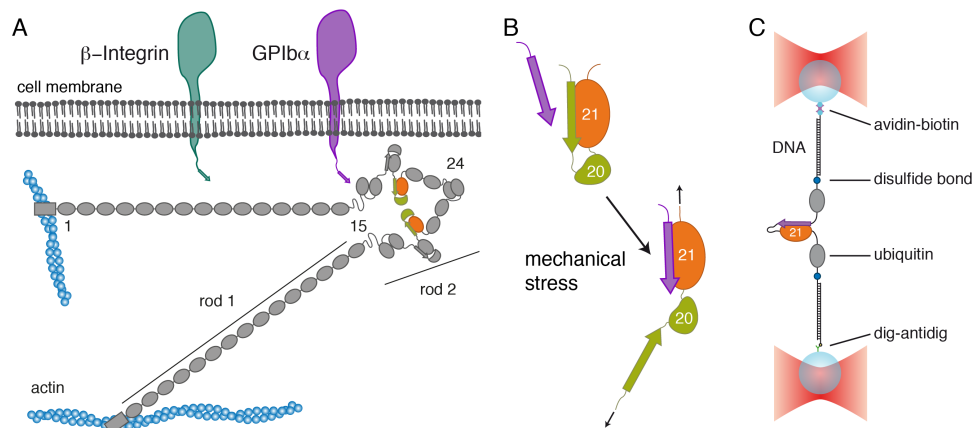 A
β-Integrin
GPIbα
cell membrane
24
1
15
rod 1
rod 2
actin
B
21
20
mechanical
stress
21
20
C
avidin-biotin
DNA
disulfide bond
21
ubiquitin
dig-antidig